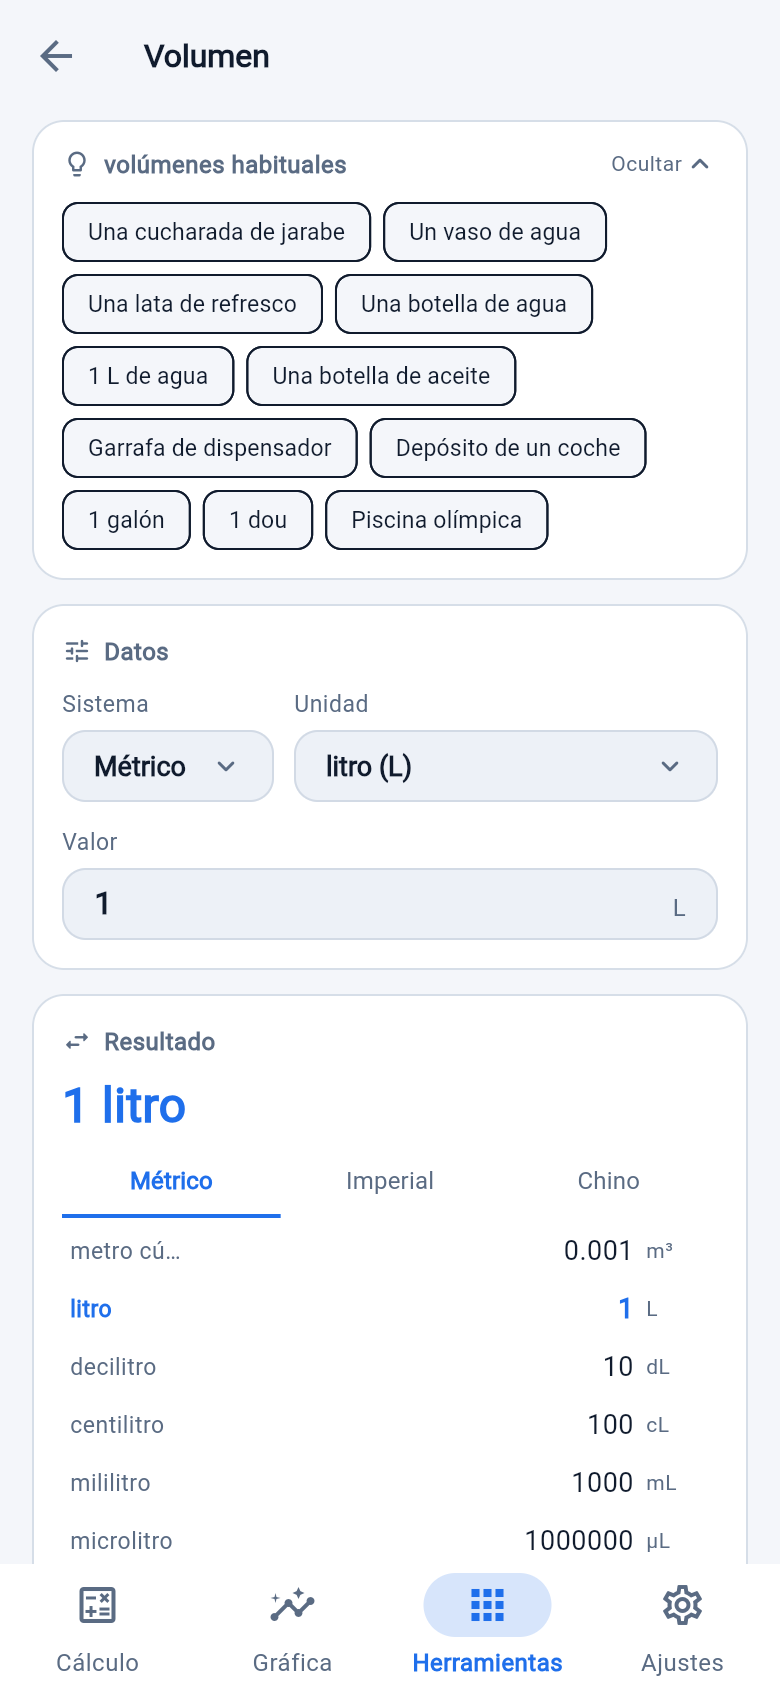 Volumen
volúmenes habituales
Ocultar
Una cucharada de jarabe
Un vaso de agua
Una lata de refresco
Una botella de agua
1 L de agua
Una botella de aceite
Garrafa de dispensador
Depósito de un coche
1 galón
1 dou
Piscina olímpica
Datos
Sistema
Unidad
Métrico
litro (L)
Valor
1 L
Resultado
1 litro
Métrico
Imperial
Chino
metro cú… 0.001 m³
litro 1 L
decilitro 10 dL
centilitro 100 cL
mililitro 1000 mL
microlitro 1000000 µL
Cálculo
Gráfica
Herramientas
Ajustes